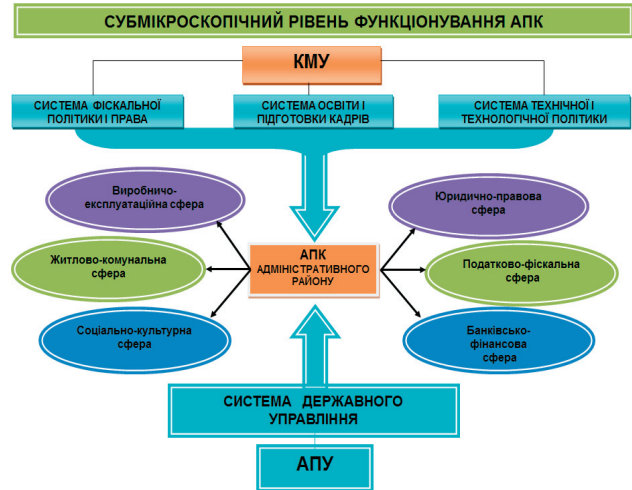 СУБМІКРОСКОПІЧНИЙ РІВЕНЬ ФУНКЦІОНУВАННЯ АПК
КМУ
СИСТЕМА ФІСКАЛЬНОЇ
ПОЛІТИКИ І ПРАВА
СИСТЕМА ОСВІТИ І
ПІДГОТОВКИ КАДРІВ
СИСТЕМА ТЕХНІЧНОЇ І
ТЕХНОЛОГІЧНОЇ ПОЛІТИКИ
Виробничо-
експлуатаційна сфера
Юридично-правова
сфера
Житлово-комунальна
сфера
АПК
АДМІНІСТРАТИВНОГО
РАЙОНУ
Податково-фіскальна
сфера
Соціально-культурна
сфера
Банківсько-
фінансова
сфера
СИСТЕМА ДЕРЖАВНОГО
УПРАВЛІННЯ
АПУ